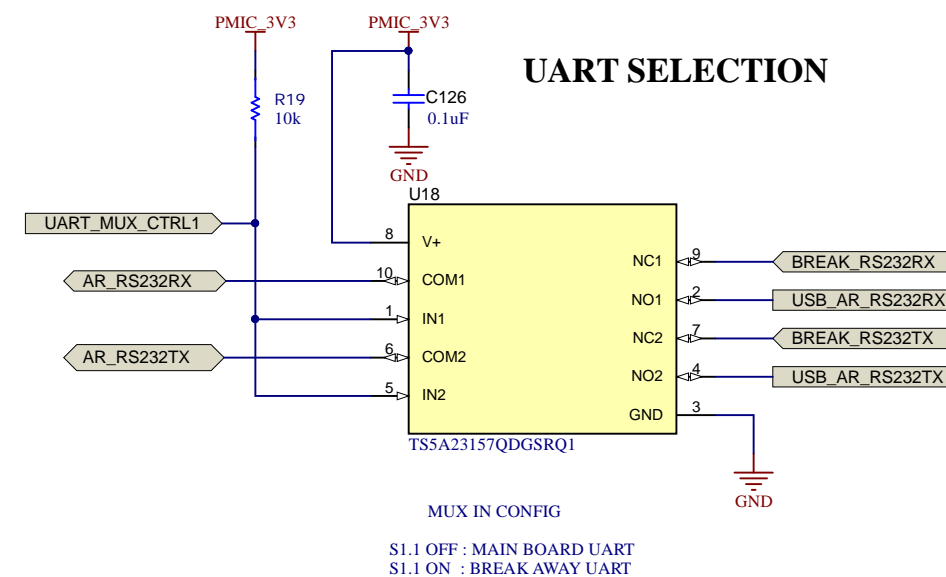 PMIC_3V3
PMIC_3V3
UART SELECTION
R19
10k
C126
0.1uF
GND
U18
UART_MUX_CTRL1
8
V+
NC1
9
BREAK_RS232RX
AR_RS232RX
10
COM1
NO1
2
USB_AR_RS232RX
1
IN1
NC2
7
BREAK_RS232TX
AR_RS232TX
6
COM2
NO2
4
USB_AR_RS232TX
5
IN2
GND
3
TS5A23157QDGSRQ1
GND
MUX IN CONFIG
S1.1 OFF : MAIN BOARD UART
S1.1 ON : BREAK AWAY UART